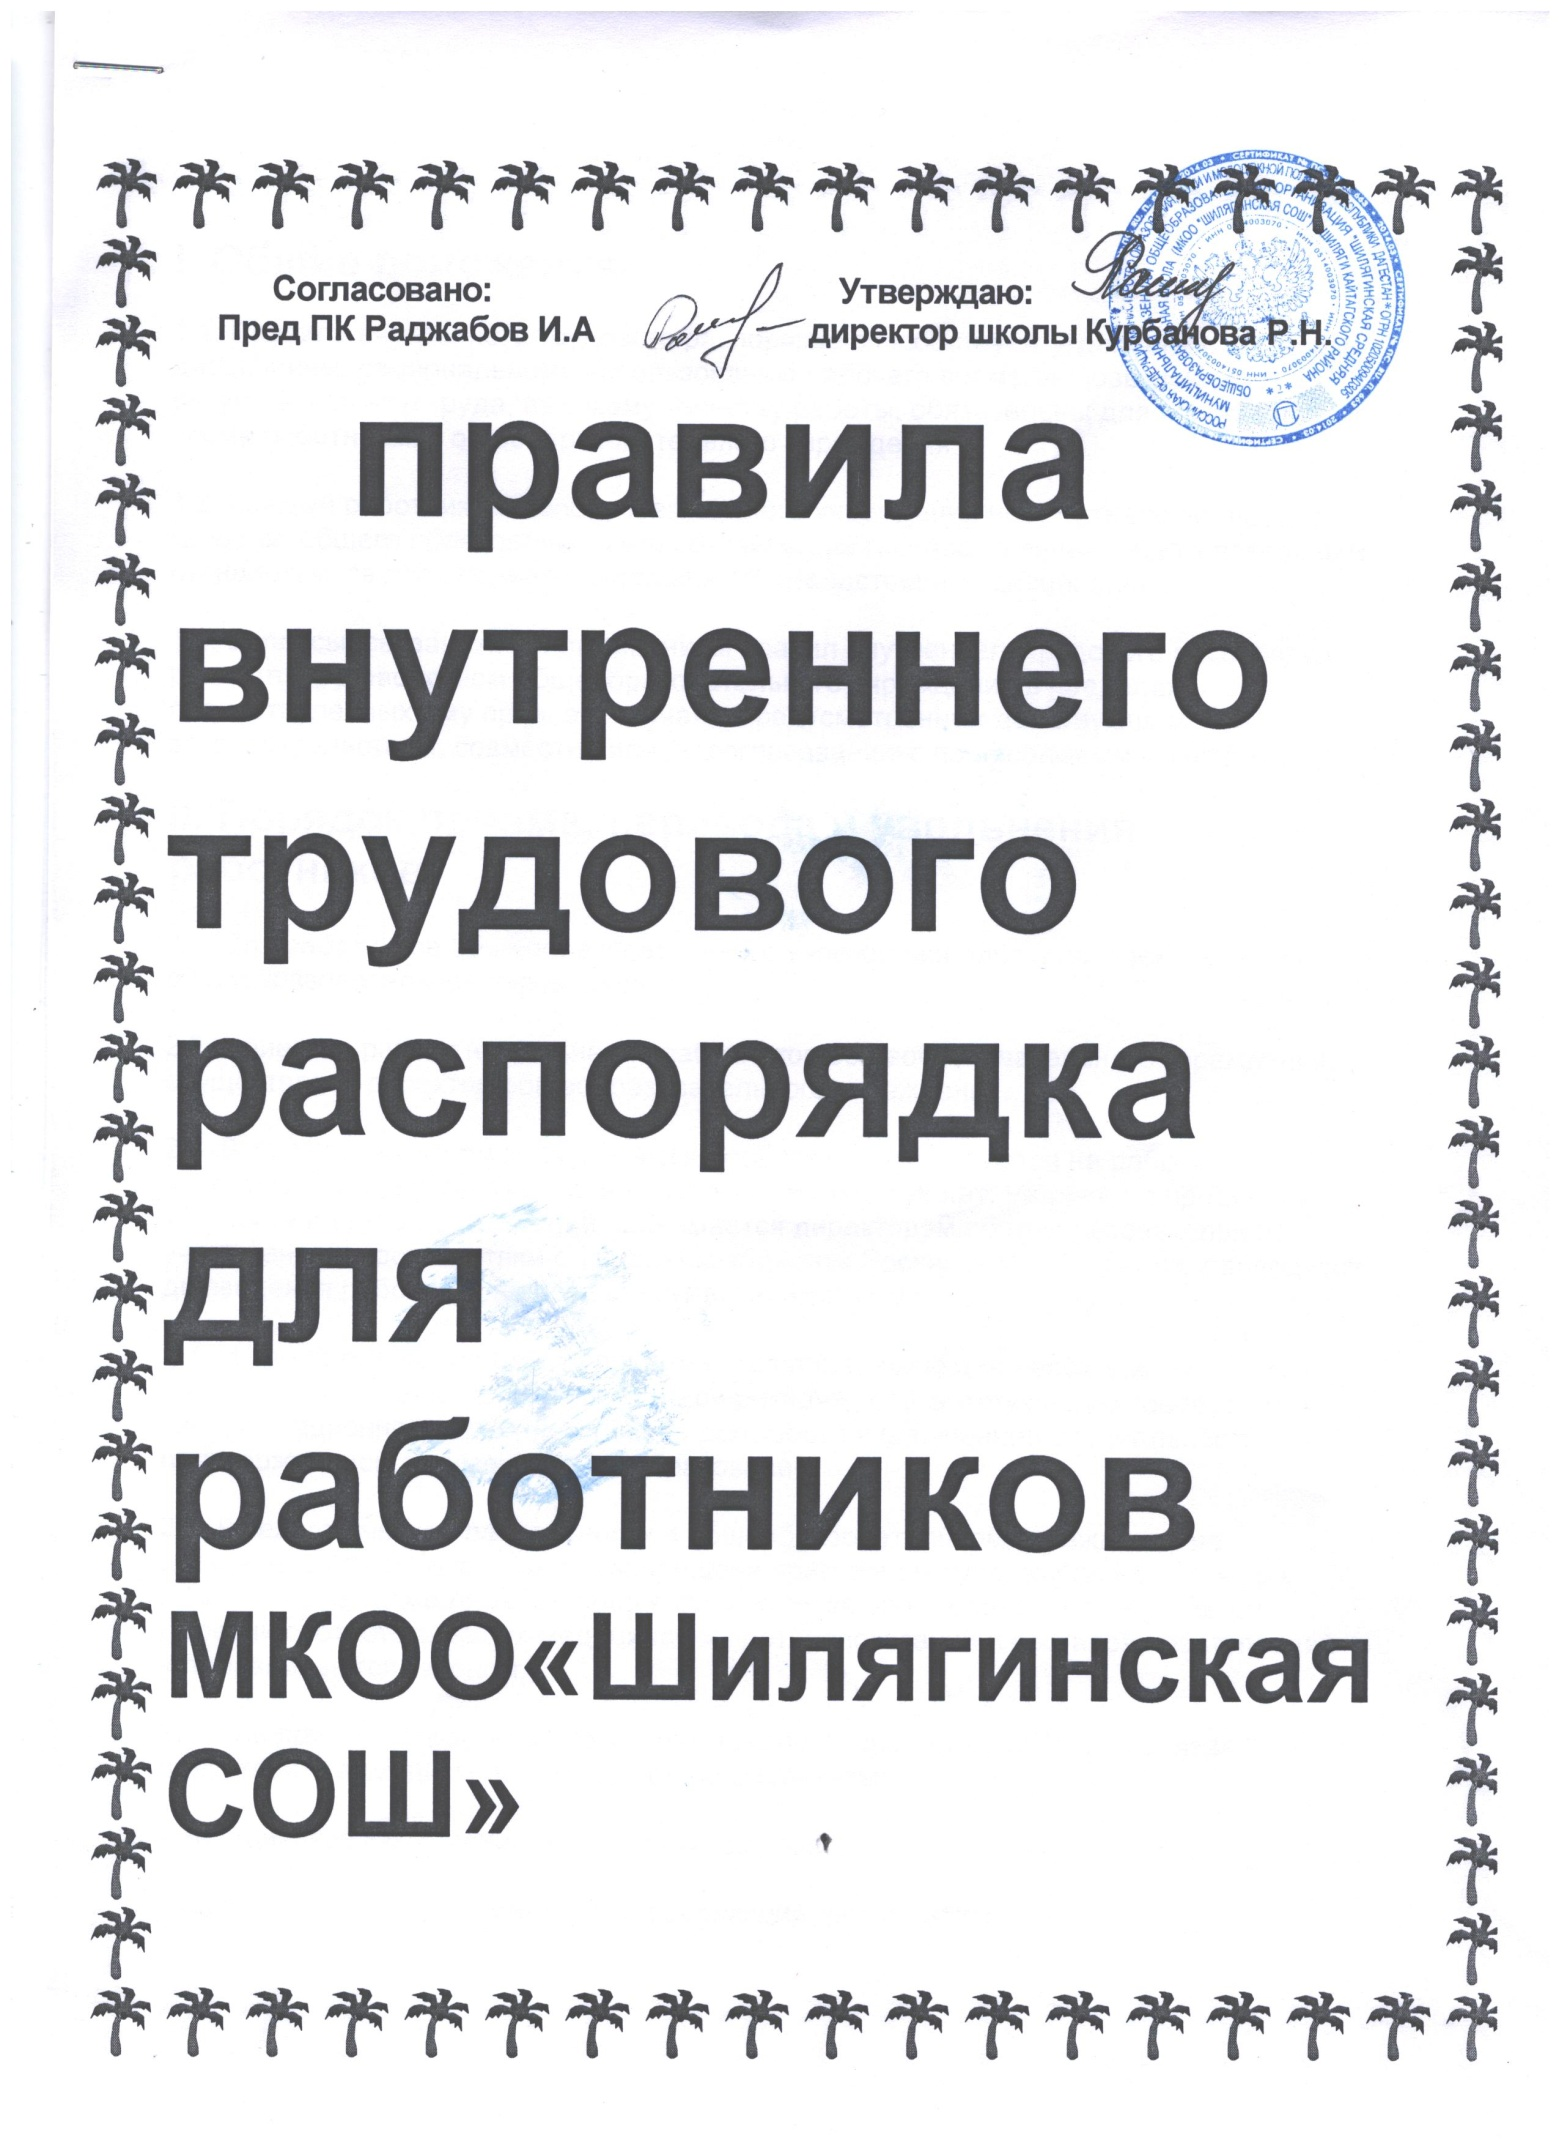 Согласовано:
Утверждаю:
Пред ПК Раджабов И.А
директор школы Курбанова Р.Н.
правила
внутреннего
трудового
распорядка
для
работников
МКОО«Шилягинская
СОШ»